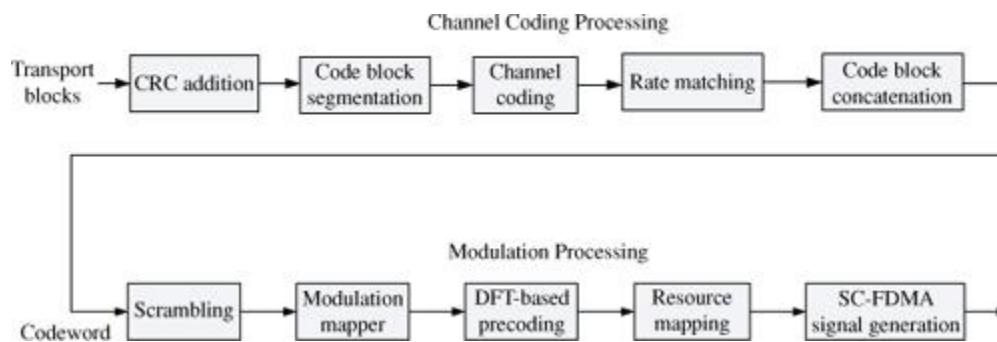 Channel Coding Processing
Transport
blocks
CRC addition
Code block
segmentation
Channel
coding
Rate matching
Code block
concatenation
Modulation Processing
Codeword
Scrambling
Modulation
mapper
DFT-based
precoding
Resource
mapping
SC-FDMA
signal generation